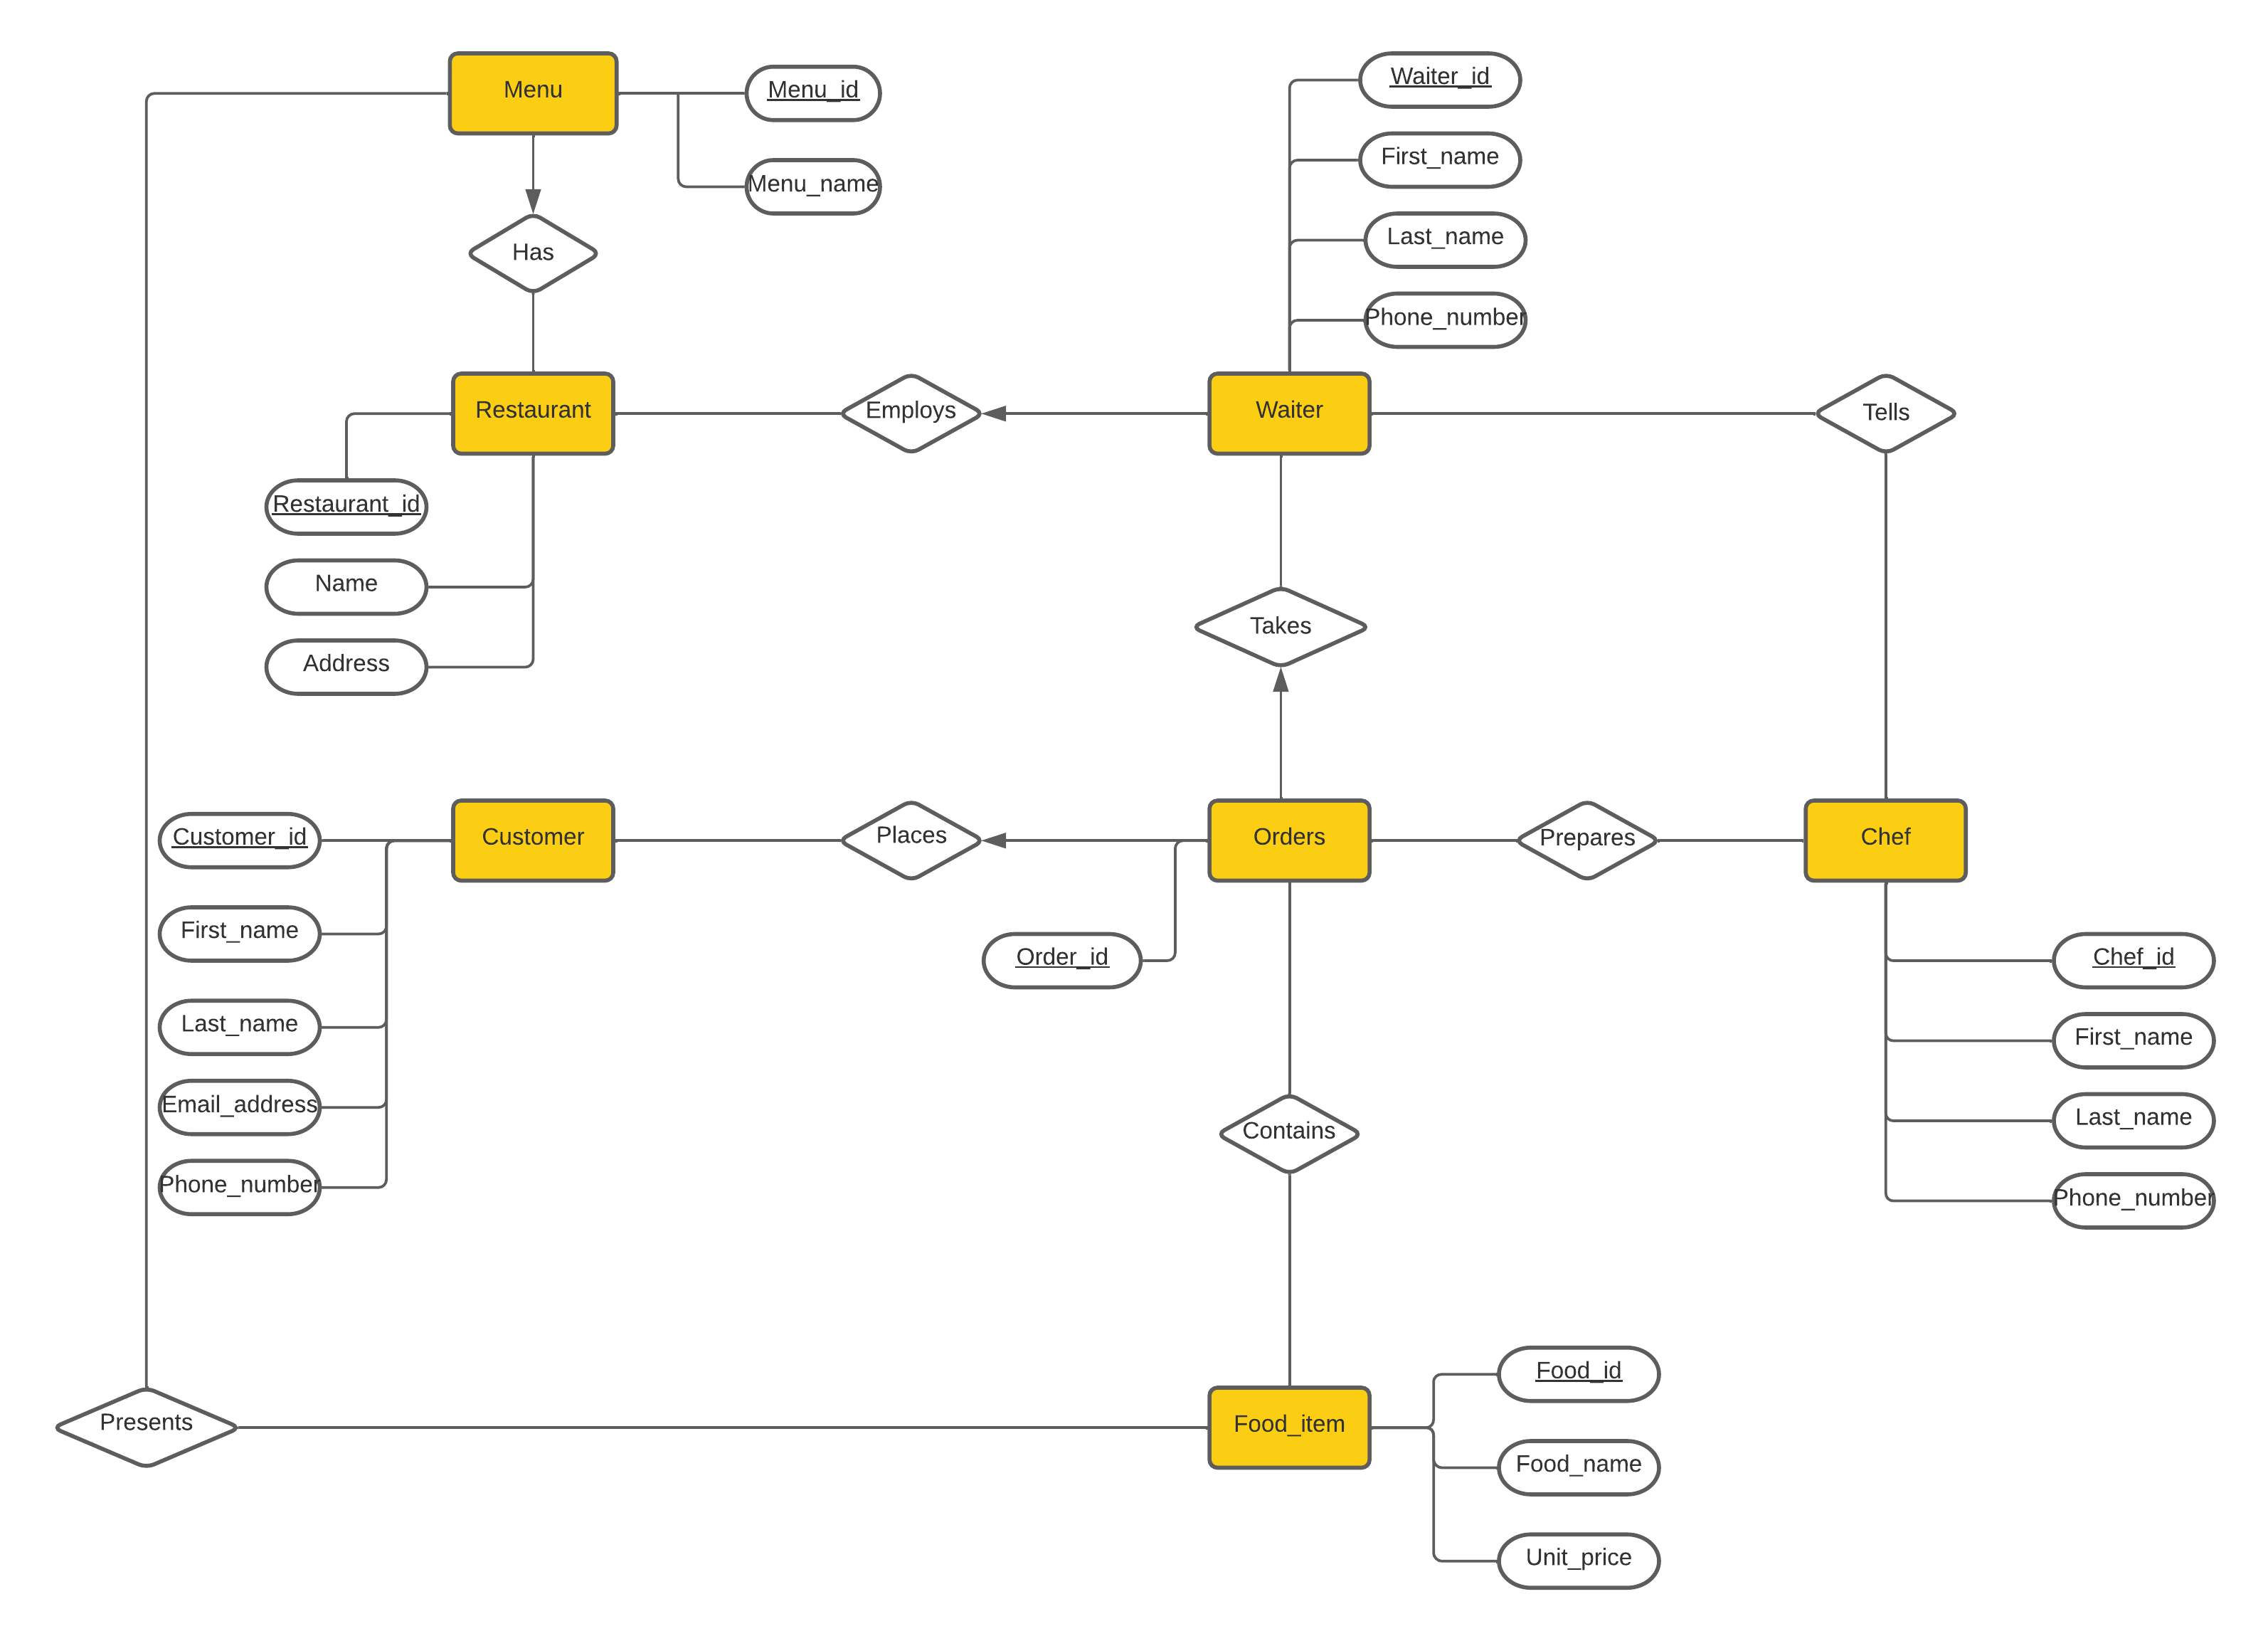 Menu
Menu_id
Menu_name
Has
Waiter_id
First_name
Last_name
Phone_number
Restaurant
Employs
Waiter
Tells
Restaurant_id
Name
Address
Takes
Customer_id
Customer
Places
Orders
Prepares
Chef
First_name
Last_name
Email_address
Phone_number
Order_id
Chef_id
First_name
Last_name
Phone_number
Contains
Presents
Food_item
Food_id
Food_name
Unit_price